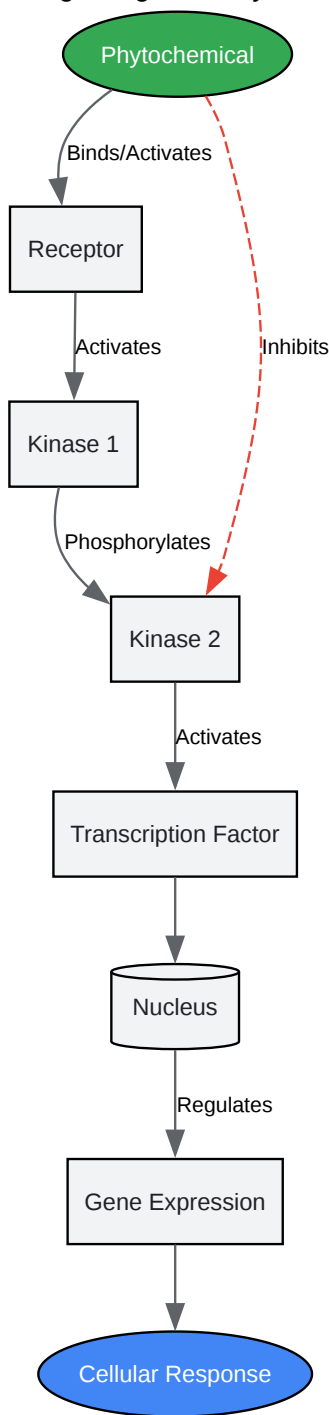 Phytochemical
Binds/Activates
Receptor
Activates
Inhibits
Kinase 1
Phosphorylates
Kinase 2
Activates
Transcription Factor
Nucleus
Regulates
Gene Expression
Cellular Response